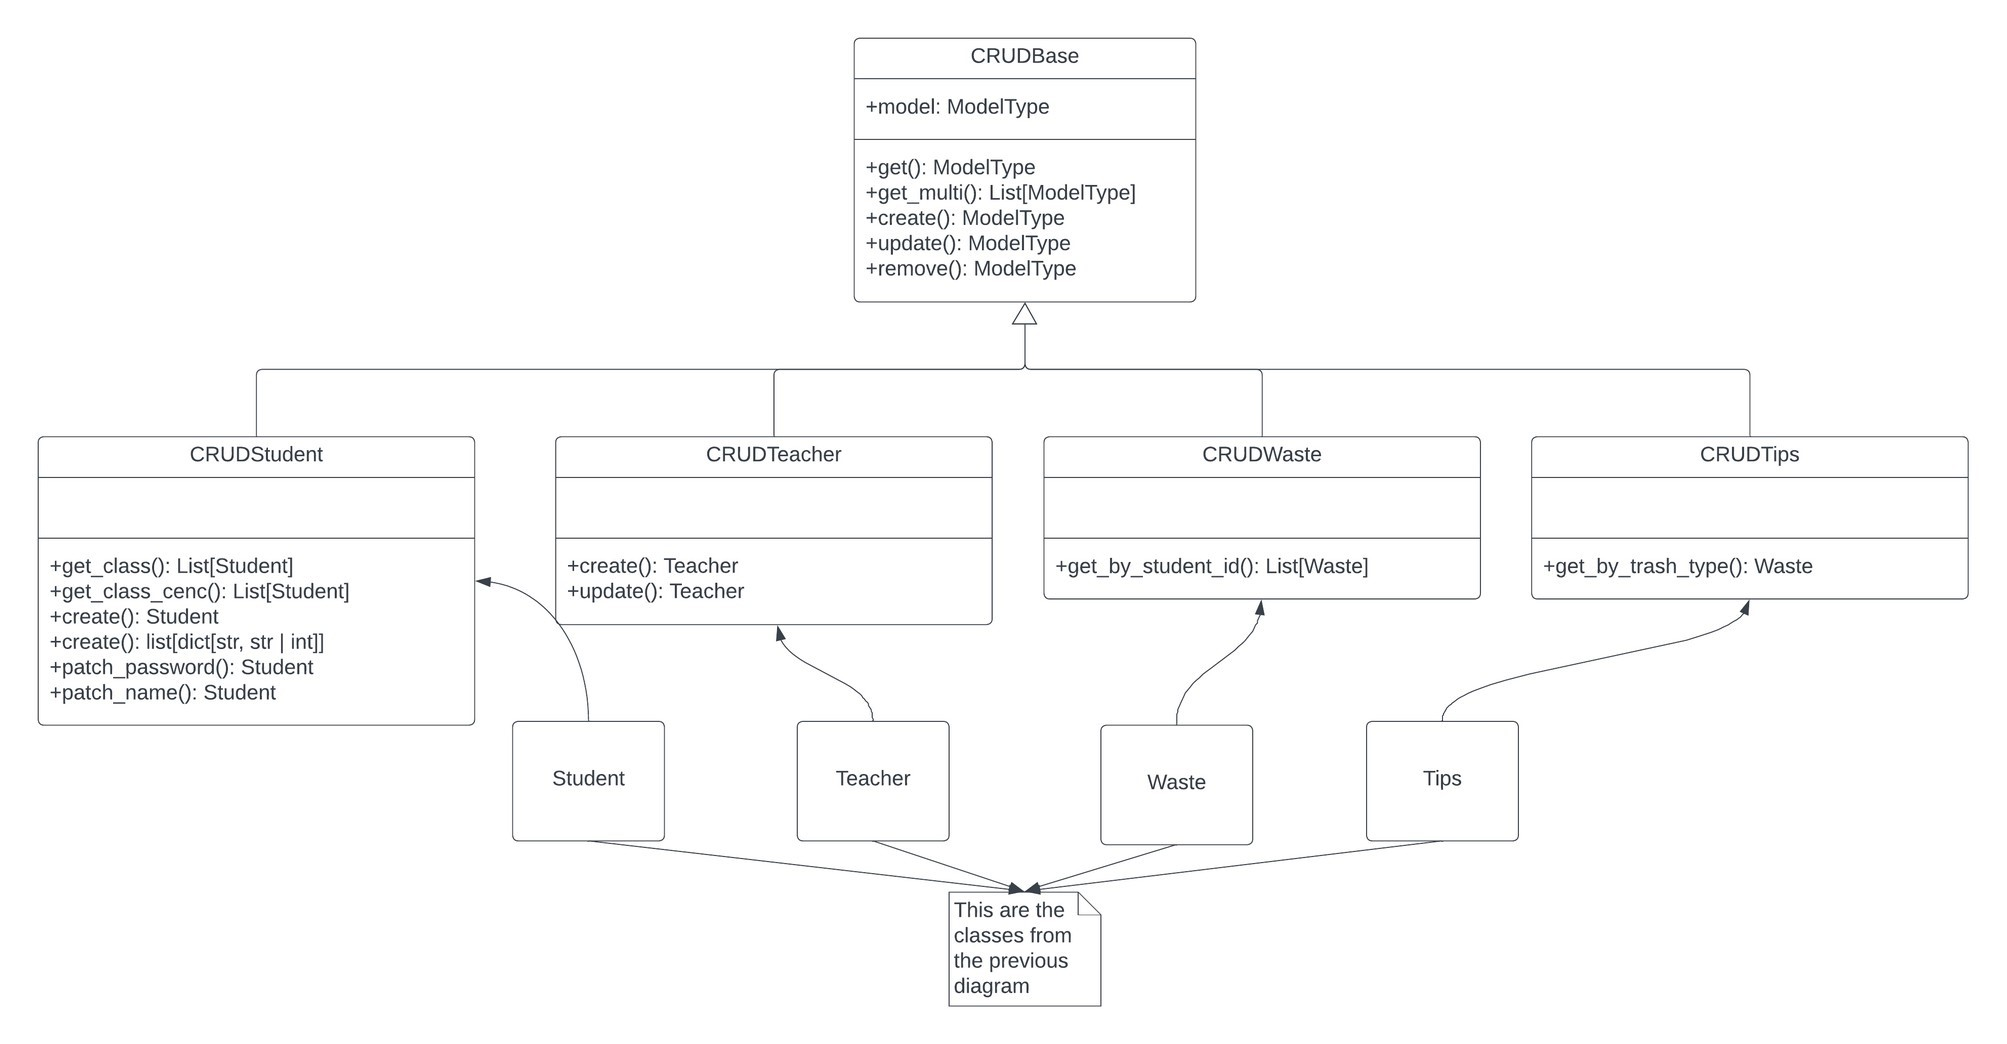 CRUDBase
+model: ModelType
+get(): ModelType
+get_multi(): List[ModelType]
+create(): ModelType
+update(): ModelType
+remove(): ModelType
CRUDStudent
+get_class(): List[Student]
+get_class_cenc(): List[Student]
+create(): Student
+create(): list[dict[str, str | int]]
+patch_password(): Student
+patch_name(): Student
CRUDTeacher
+create(): Teacher
+update(): Teacher
CRUDWaste
+get_by_student_id(): List[Waste]
CRUDTips
+get_by_trash_type(): Waste
Student
Teacher
Waste
Tips
This are the
classes from
the previous
diagram